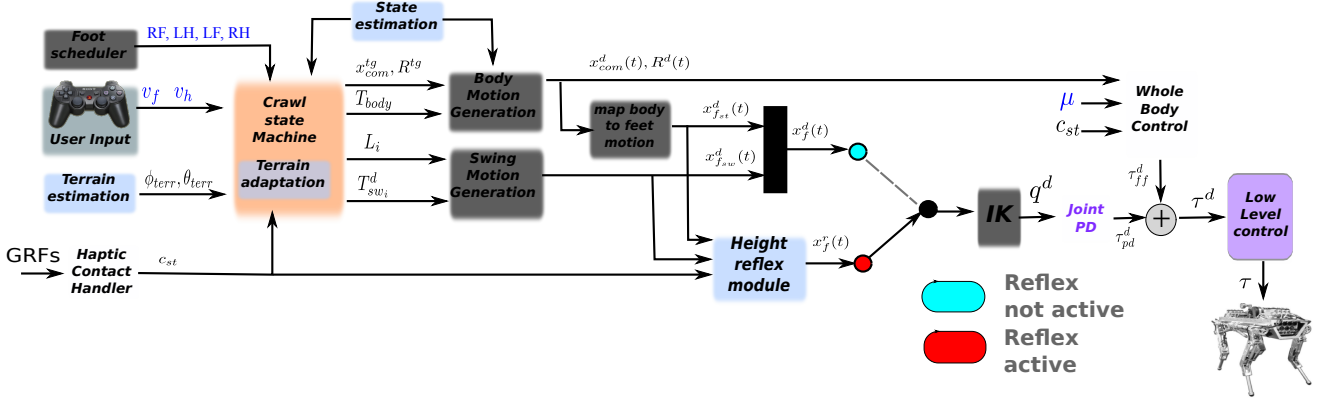 State
estimation
Foot
scheduler
RF, LH, LF, RH
User Input
v_f v_h
Terrain
estimation
ϕ_{terr}, θ_{terr}
GRFs
Haptic
Contact
Handler
c_{st}
Crawl
state
Machine
Terrain
adaptation
x^{tg}_{com}, R^{tg}
T_{body}
L_i
T^d_{sw_i}
Body
Motion
Generation
Swing
Motion
Generation
x^d_{com}(t), R^d(t)
map body
to feet
motion
x^d_{f_{st}}(t)
x^d_{f_{sw}}(t)
x^d_f(t)
Height
reflex
module
x^r_f(t)
Reflex
not active
Reflex
active
IK
q^d
Joint
PD
τ^d_{pd}
μ
c_{st}
Whole
Body
Control
τ^d_{ff}
+
τ^d
Low
Level
control
τ